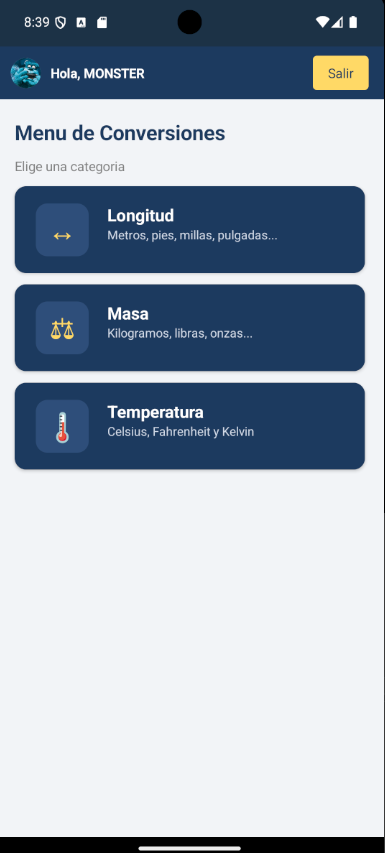 8:39
Hola, MONSTER
Salir
Menu de Conversiones
Elige una categoria
Longitud
Metros, pies, millas, pulgadas...
Masa
Kilogramos, libras, onzas...
Temperatura
Celsius, Fahrenheit y Kelvin